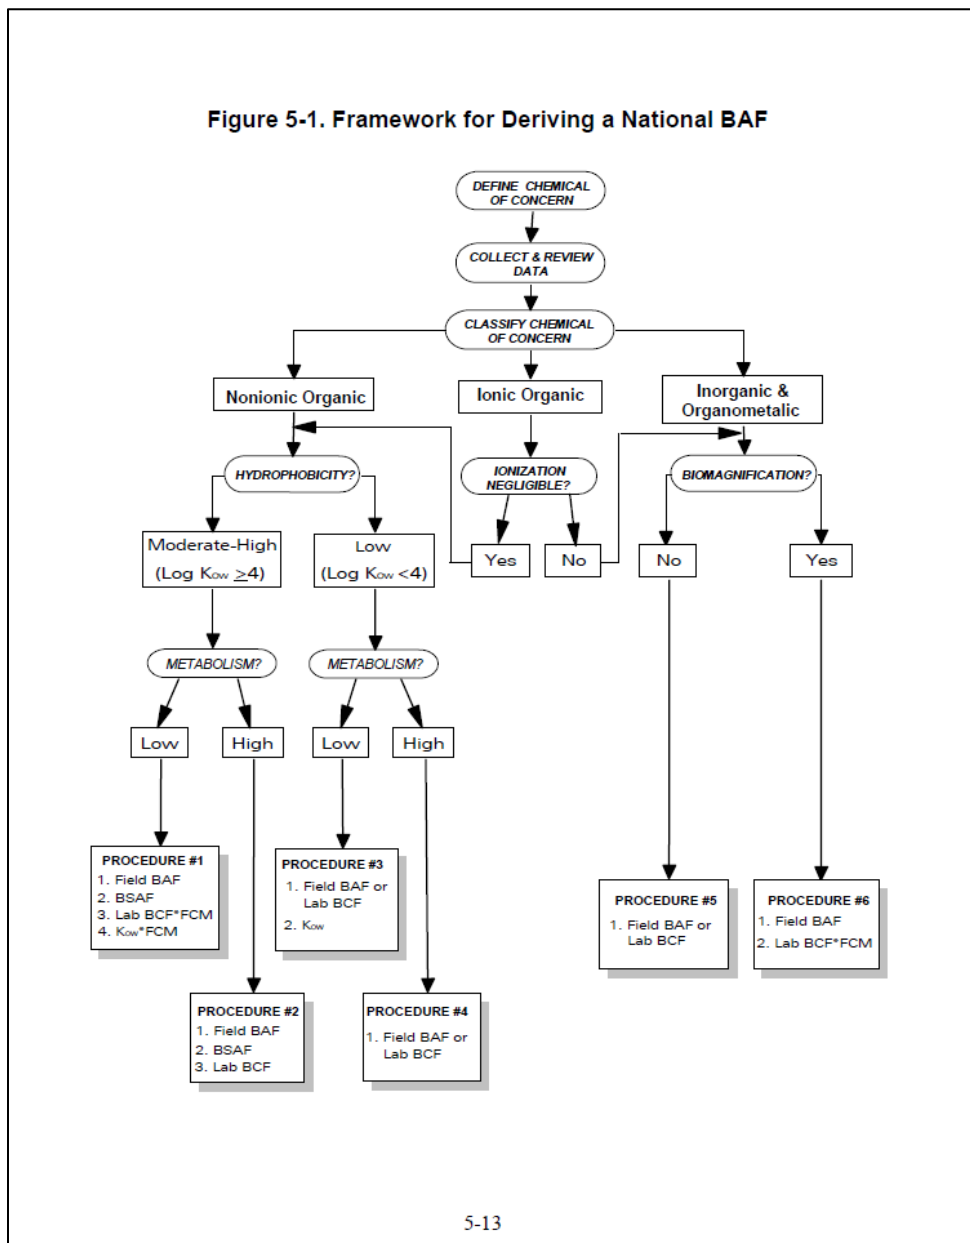 Figure 5-1. Framework for Deriving a National BAF
DEFINE CHEMICAL
OF CONCERN
COLLECT & REVIEW
DATA
CLASSIFY CHEMICAL
OF CONCERN
Nonionic Organic
Ionic Organic
Inorganic &
Organometalic
HYDROPHOBICITY?
IONIZATION
NEGLIGIBLE?
BIOMAGNIFICATION?
Moderate-High
(Log Kow ≥4)
Low
(Log Kow <4)
Yes
No
No
Yes
METABOLISM?
METABOLISM?
Low
High
Low
High
PROCEDURE #1
1. Field BAF
2. BSAF
3. Lab BCF*FCM
4. Kow*FCM
PROCEDURE #3
1. Field BAF or
Lab BCF
2. Kow
PROCEDURE #5
1. Field BAF or
Lab BCF
PROCEDURE #6
1. Field BAF
2. Lab BCF*FCM
PROCEDURE #2
1. Field BAF
2. BSAF
3. Lab BCF
PROCEDURE #4
1. Field BAF or
Lab BCF
5-13